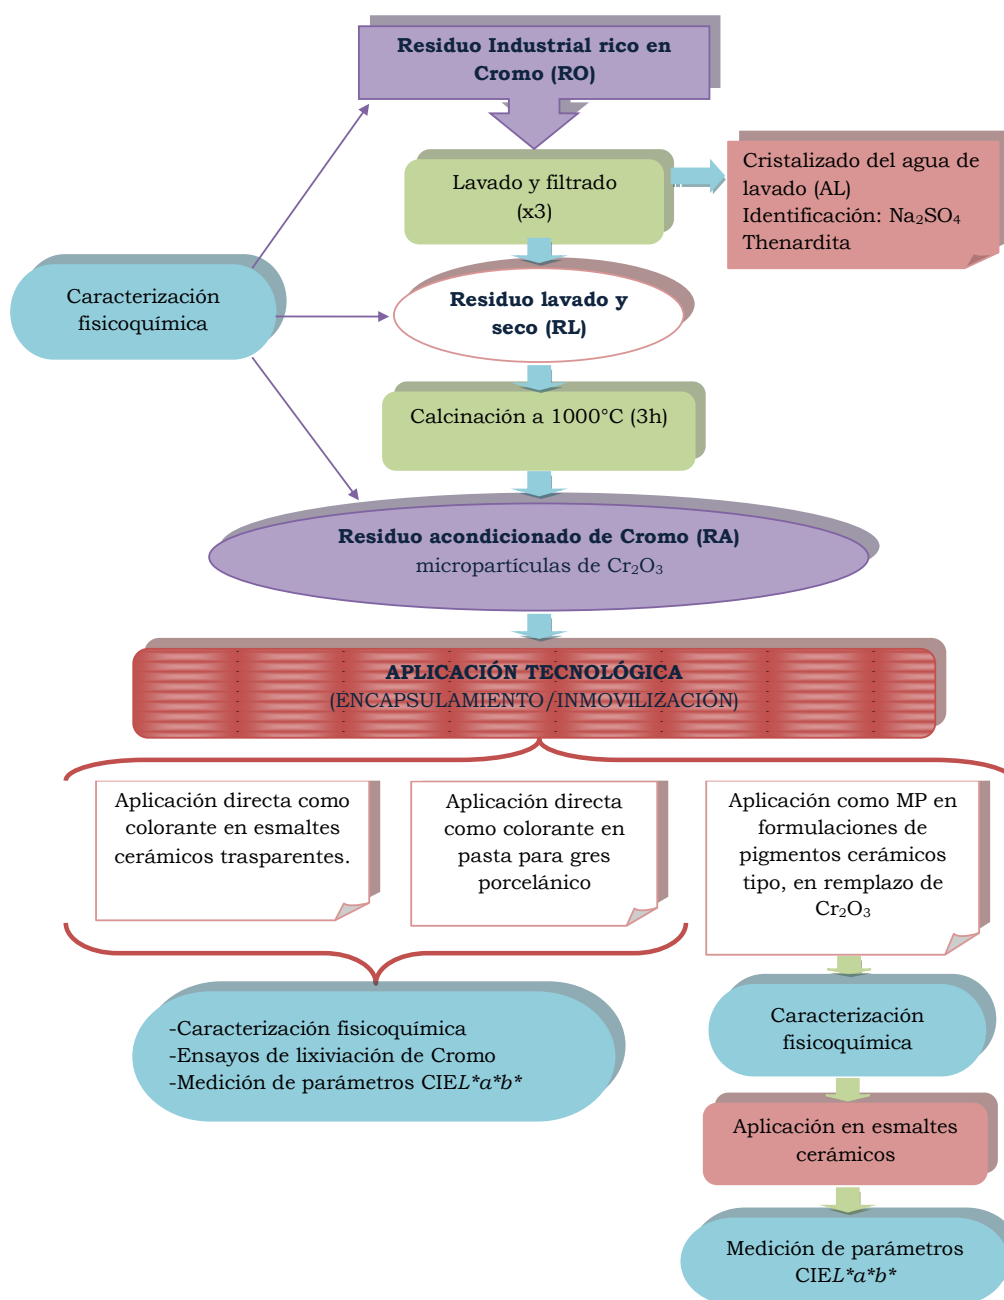 Residuo Industrial rico en
Cromo (RO)
Lavado y filtrado
(x3)
Cristalizado del agua de
lavado (AL)
Identificación: Na₂SO₄
Thenardita
Caracterización
fisicoquímica
Residuo lavado y
seco (RL)
Calcinación a 1000°C (3h)
Residuo acondicionado de Cromo (RA)
micropartículas de Cr₂O₃
APLICACIÓN TECNOLÓGICA
(ENCAPSULAMIENTO/INMOVILIZACIÓN)
Aplicación directa como
colorante en esmaltes
cerámicos trasparentes.
Aplicación directa
como colorante en
pasta para gres
porcelánico
Aplicación como MP en
formulaciones de
pigmentos cerámicos
tipo, en remplazo de
Cr₂O₃
-Caracterización fisicoquímica
-Ensayos de lixiviación de Cromo
-Medición de parámetros CIEL*a*b*
Caracterización
fisicoquímica
Aplicación en esmaltes
cerámicos
Medición de parámetros
CIEL*a*b*